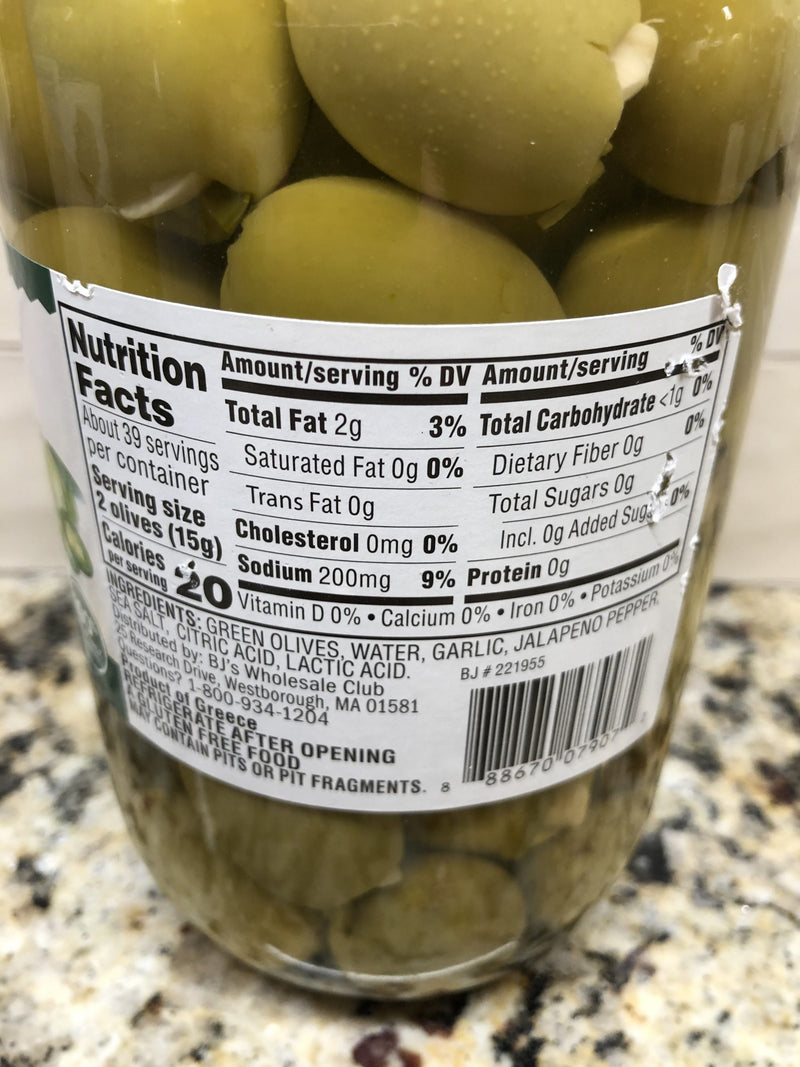 Nutrition
Facts
About 39 servings
per container
Serving size
2 olives (15g)
Calories
per serving 20
Amount/serving % DV
Total Fat 2g 3%
Saturated Fat 0g 0%
Trans Fat 0g
Cholesterol 0mg 0%
Sodium 200mg 9%
Amount/serving % DV
Total Carbohydrate <1g 0%
Dietary Fiber 0g 0%
Total Sugars 0g
Incl. 0g Added 0%
Protein 0g
Vitamin D 0% • Calcium 0% • Iron 0% • Potassium 0%
INGREDIENTS: GREEN OLIVES, WATER, GARLIC, JALAPENO PEPPER,
SEA SALT, CITRIC ACID, LACTIC ACID.
Distributed by: BJ's Wholesale Club
25 Research Drive, Westborough, MA 01581
Questions? 1-800-934-1204
Product of Greece
REFRIGERATE AFTER OPENING
A GLUTEN FREE FOOD
MAY CONTAIN PITS OR PIT FRAGMENTS.
BJ # 221955
8 88670 07907